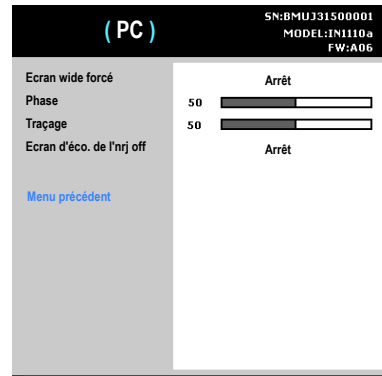 ( PC )
SN:BMUJ31500001
MODEL:IN1110a
FW:A06
Ecran wide forcé Arrêt
Phase 50
Traçage 50
Ecran d'éco. de l'nrj off Arrêt
Menu précédent